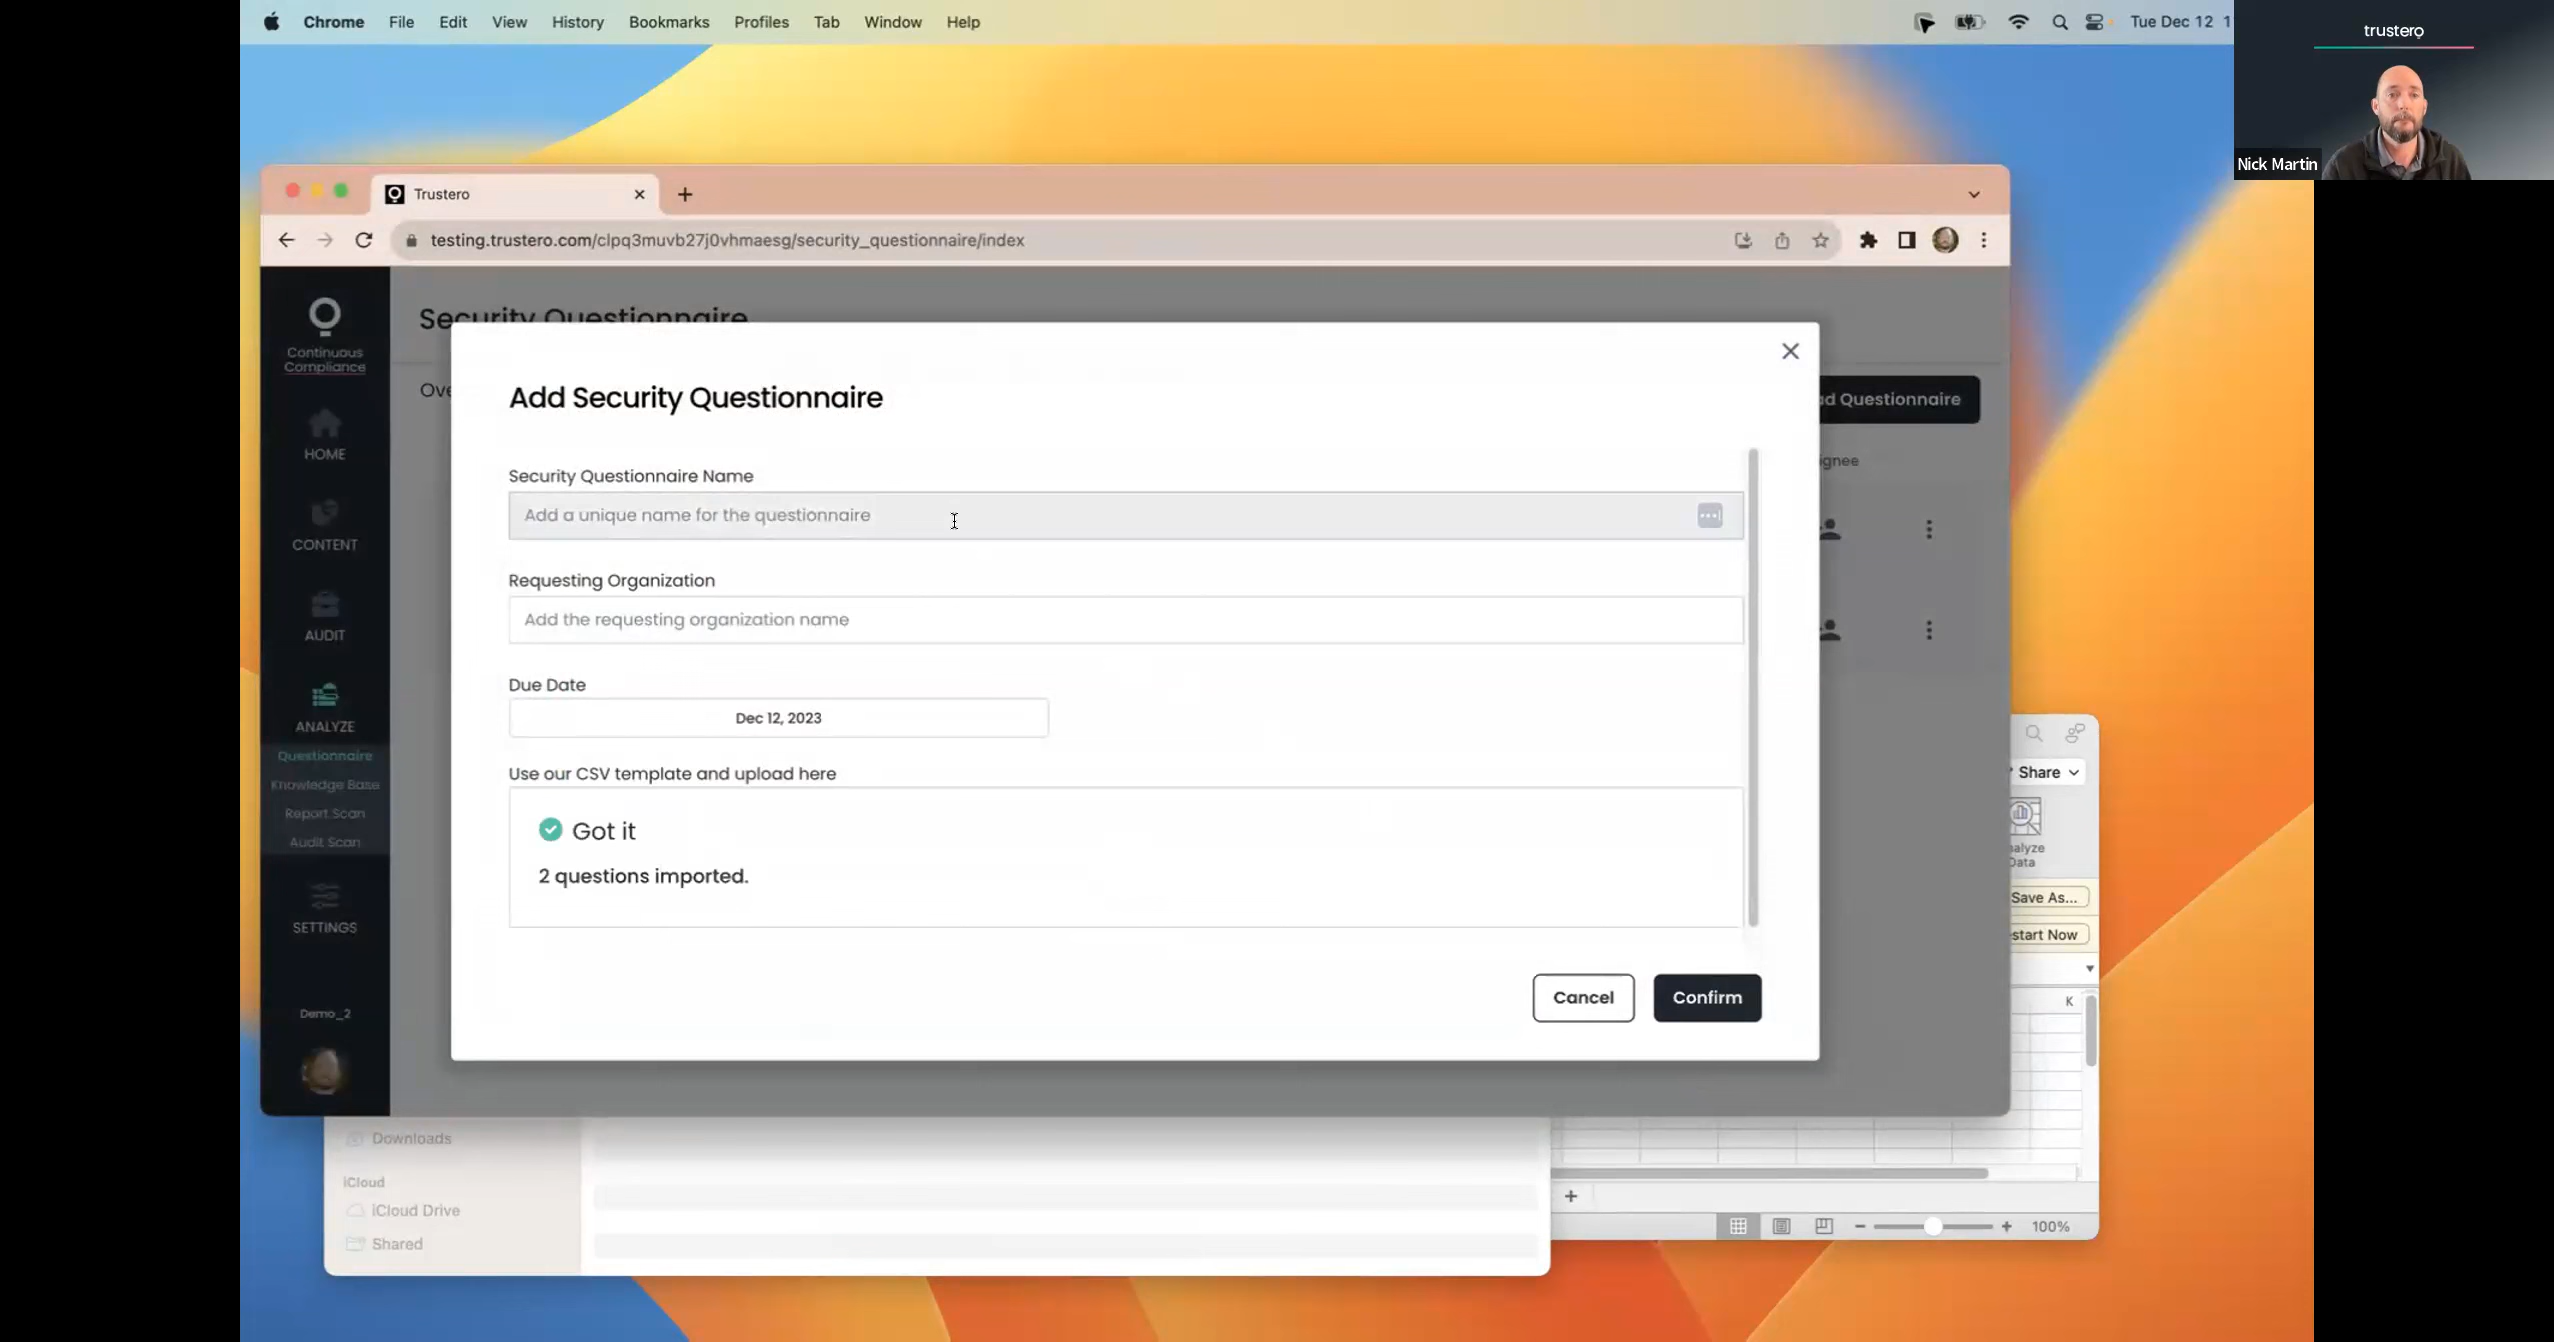 Chrome File Edit View History Bookmarks Profiles Tab Window Help
Tue Dec 12
trustero
Nick Martin
Trustero
testing.trustero.com/clpq3muvb27j0vhmaesg/security_questionnaire/index
Continuous
Compliance
HOME
CONTENT
AUDIT
ANALYZE
Questionnaire
Knowledge Base
Report Scan
Audit Scan
SETTINGS
Demo_2
Security Questionnaire
Add Security Questionnaire
Security Questionnaire Name
Add a unique name for the questionnaire
Requesting Organization
Add the requesting organization name
Due Date
Dec 12, 2023
Use our CSV template and upload here
Got it
2 questions imported.
Cancel
Confirm
Questionnaire
Share
Data
Save As...
Now
K
Downloads
iCloud
iCloud Drive
Shared
100%